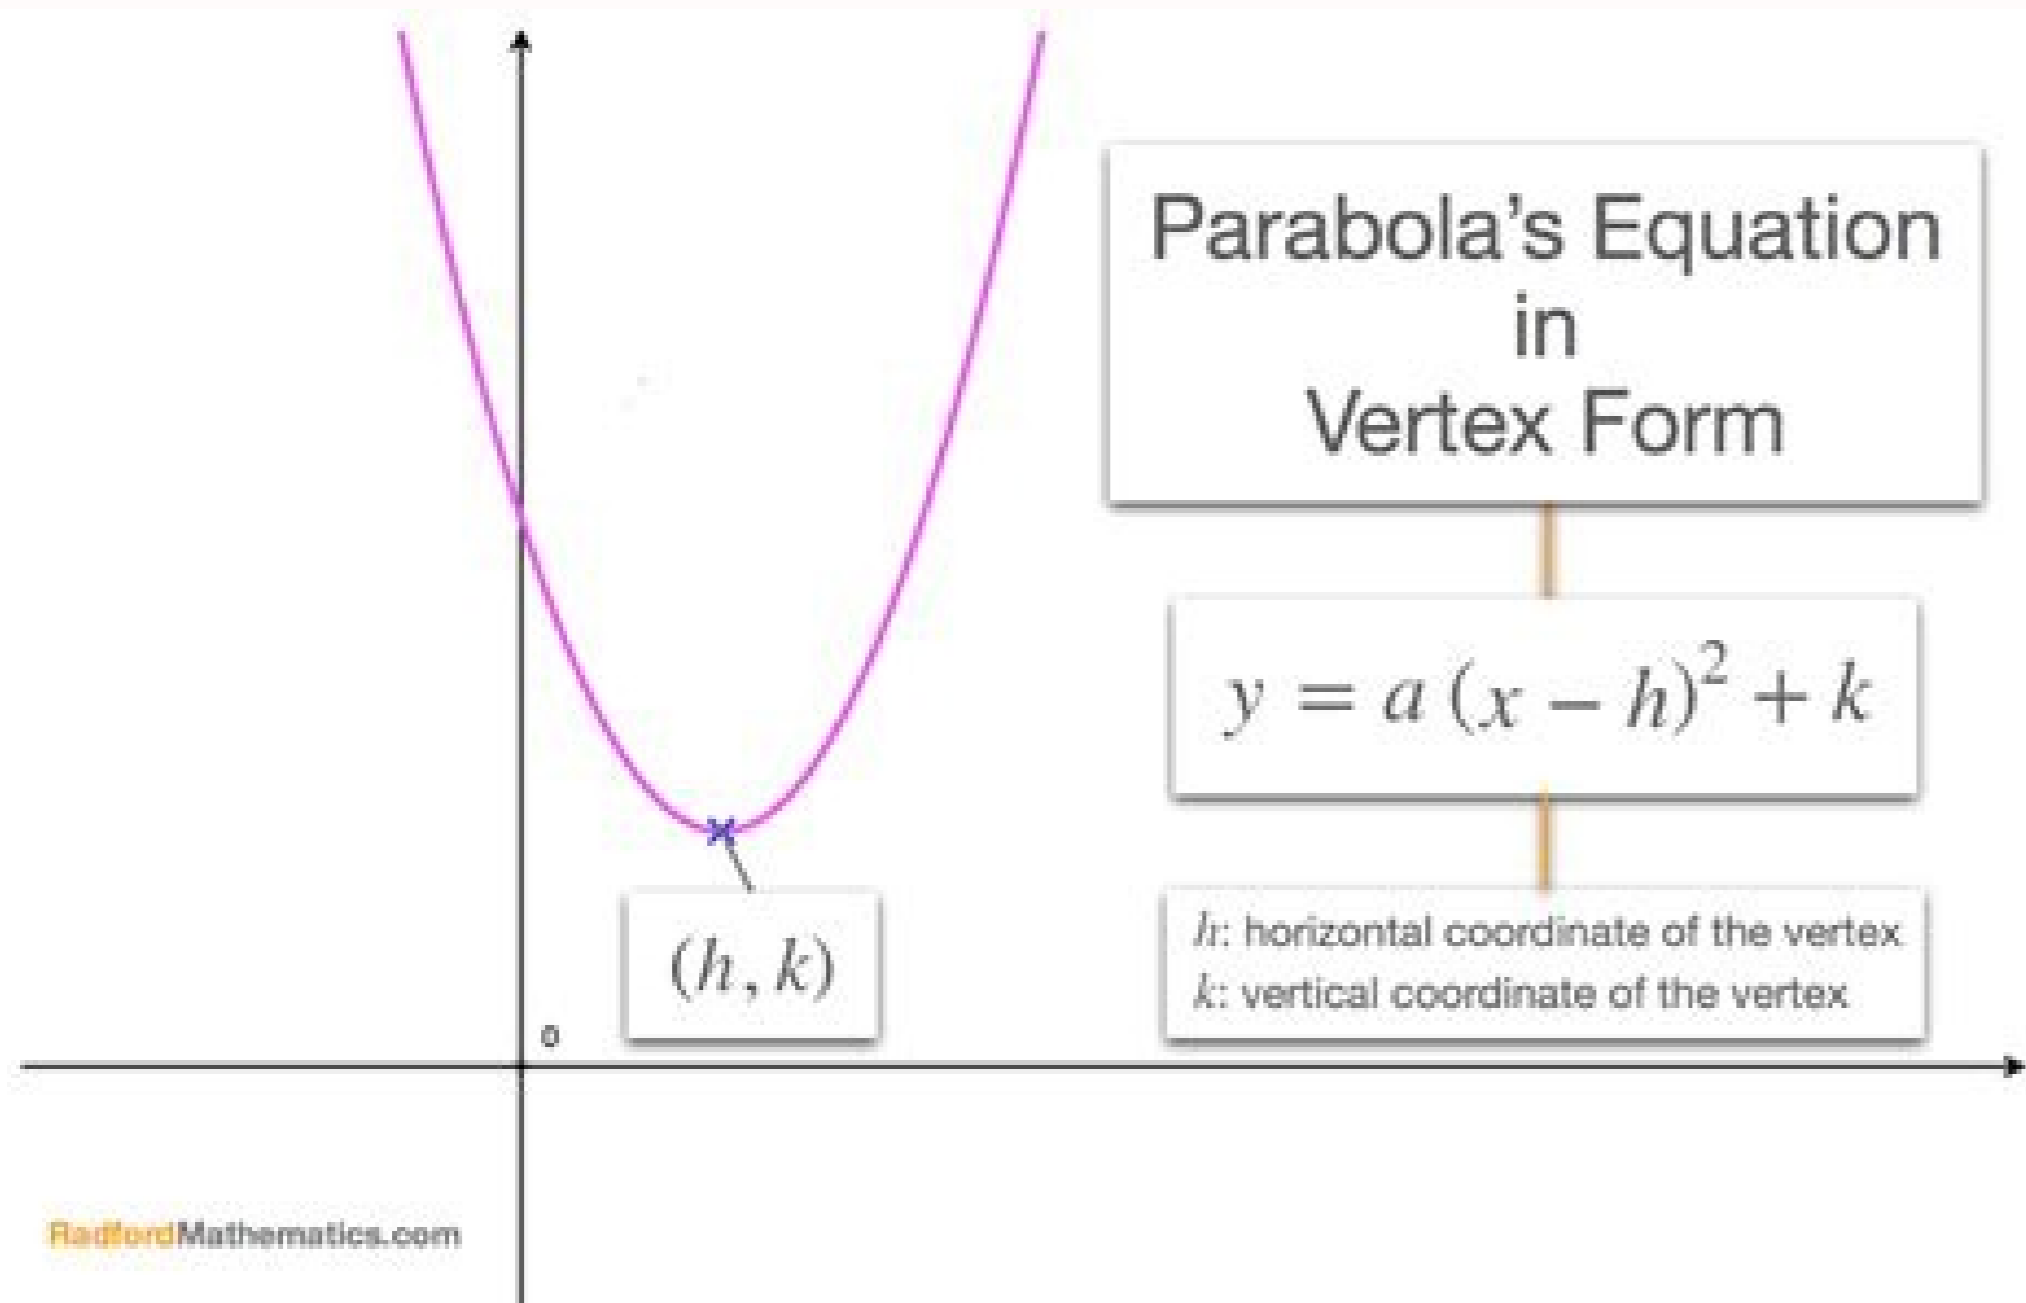 Parabola's Equation
in
Vertex Form
y = a (x − h)² + k
h: horizontal coordinate of the vertex
k: vertical coordinate of the vertex
(h, k)
0
RadfordMathematics.com